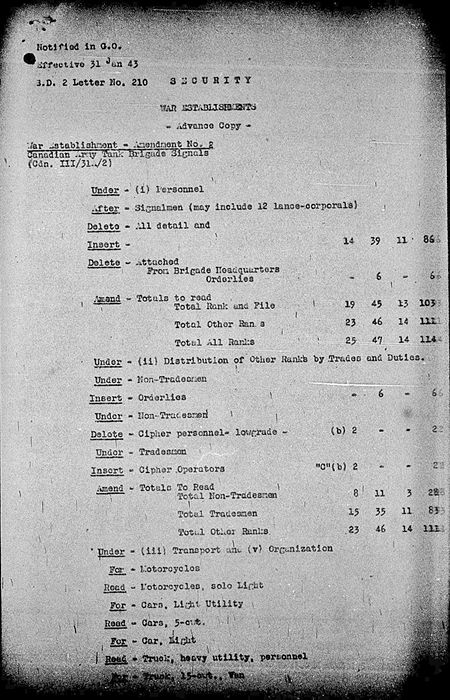 Notified in G.O.
Effective 31 Jan 43
S.D. 2 Letter No. 210 SECURITY
WAR ESTABLISHMENTS
- Advance Copy -
War Establishment - Amendment No. 2
Canadian Army Tank Brigade Signals
(Cdn. III/31./2)
Under - (i) Personnel
After - Signalmen (may include 12 lance-corporals)
Delete - All detail and
Insert - 14 39 11 86
Delete - Attached
From Brigade Headquarters
Orderlies - 6 - 6
Amend - Totals to read
Total Rank and File 19 45 13 103
Total Other Ranks 23 46 14 111
Total All Ranks 25 47 14 114
Under - (ii) Distribution of Other Ranks by Trades and Duties.
Under - Non-Tradesmen
Insert - Orderlies - 6 - 6
Under - Non-Tradesmen
Delete - Cipher personnel- lowgrade - (b) 2 - - 2
Under - Tradesmen
Insert - Cipher Operators "C"(b) 2 - - 2
Amend - Totals To Read
Total Non-Tradesmen 8 11 3 28
Total Tradesmen 15 35 11 83
Total Other Ranks 23 46 14 111
Under - (iii) Transport and (v) Organization
For - Motorcycles
Read - Motorcycles, solo Light
For - Cars, Light Utility
Read - Cars, 5-cwt.
For - Car, Light
Read - Truck, heavy utility, personnel
For - Truck, 15-cwt., Van